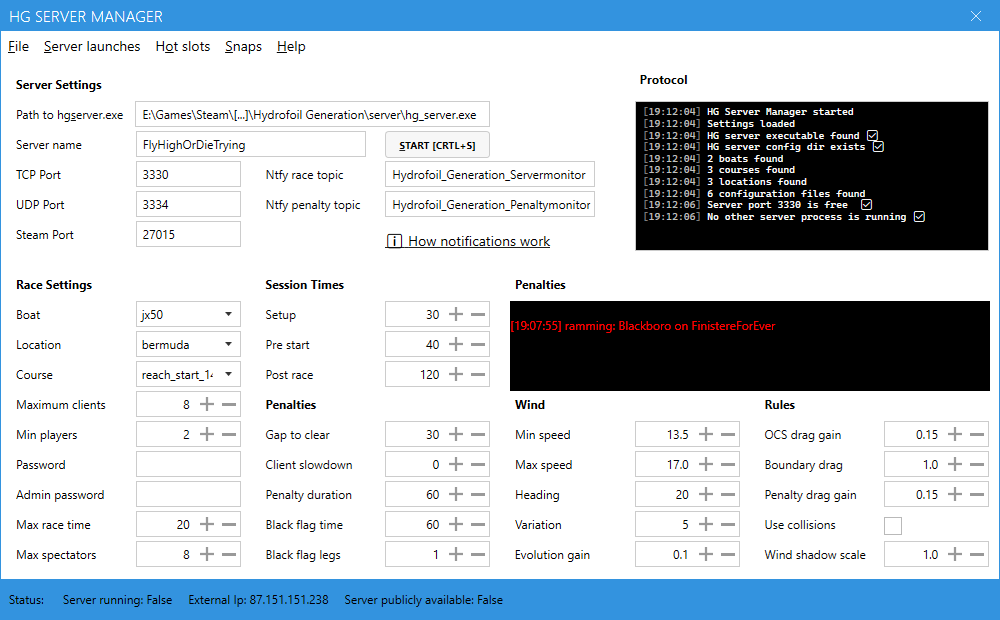 HG SERVER MANAGER
File Server launches Hot slots Snaps Help
Server Settings
Path to hgserver.exe E:\Games\Steam\[...]\Hydrofoil Generation\server\hg_server.exe
Server name FlyHighOrDieTrying START [CRTL+S]
TCP Port 3330 Ntfy race topic Hydrofoil_Generation_Servermonitor
UDP Port 3334 Ntfy penalty topic Hydrofoil_Generation_Penaltymonitor
Steam Port 27015
i How notifications work
Protocol
[19:12:04] HG Server Manager started
[19:12:04] Settings loaded
[19:12:04] HG server executable found ☑
[19:12:04] HG server config dir exists ☑
[19:12:04] 2 boats found
[19:12:04] 3 courses found
[19:12:04] 3 locations found
[19:12:04] 6 configuration files found
[19:12:06] Server port 3330 is free ☑
[19:12:06] No other server process is running ☑
Race Settings
Boat jx50
Location bermuda
Course reach_start_14
Maximum clients 8 + −
Min players 2 + −
Password
Admin password
Max race time 20 + −
Max spectators 8 + −
Session Times
Setup 30 + −
Pre start 40 + −
Post race 120 + −
Penalties
Gap to clear 30 + −
Client slowdown 0 + −
Penalty duration 60 + −
Black flag time 60 + −
Black flag legs 1 + −
Penalties
[19:07:55] ramming: Blackboro on FinistereForEver
Wind
Min speed 13.5 + −
Max speed 17.0 + −
Heading 20 + −
Variation 5 + −
Evolution gain 0.1 + −
Rules
OCS drag gain 0.15 + −
Boundary drag 1.0 + −
Penalty drag gain 0.15 + −
Use collisions
Wind shadow scale 1.0 + −
Status: Server running: False External Ip: 87.151.151.238 Server publicly available: False